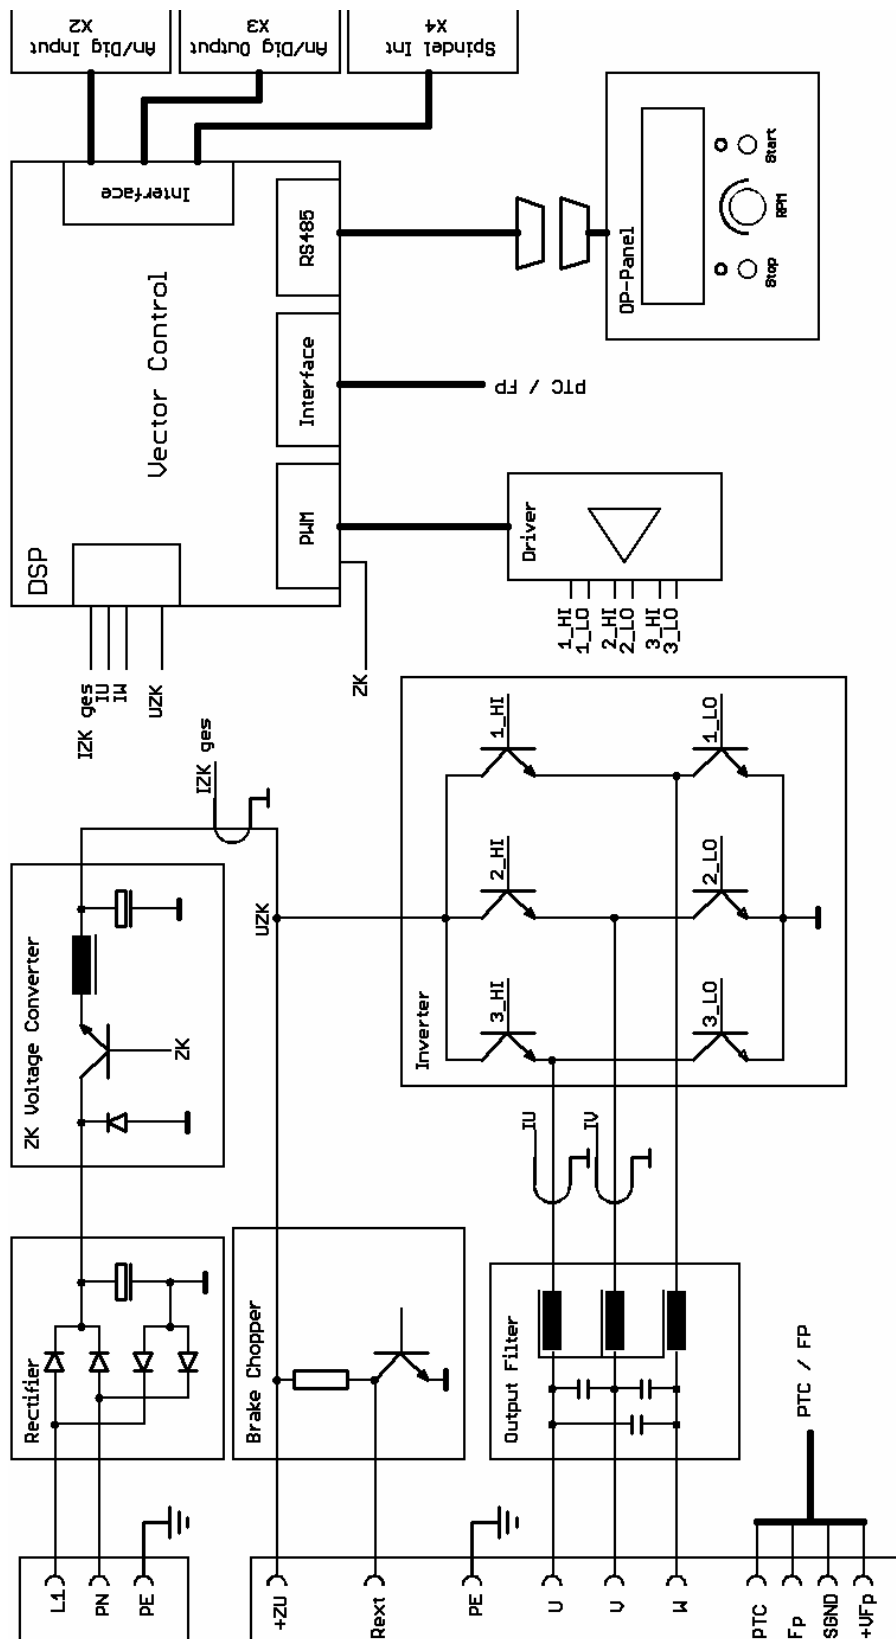 X2
An/Dig Input
X3
An/Dig Output
X4
Spindel Int
Interface
RS485
Interface
PWM
Vector Control
DSP
OP-Panel
Start
RPM
Stop
PTC / FP
Driver
1_HI
1_LO
2_HI
2_LO
3_HI
3_LO
IZK ges
IU
IW
UZK
ZK
IZK ges
ZK Voltage Converter
ZK
UZK
Inverter
1_HI
1_LO
2_HI
2_LO
3_HI
3_LO
IU
IV
Rectifier
Brake Chopper
Output Filter
PTC / FP
L1
PN
PE
+ZU
Rext
PE
U
V
W
PTC
Fp
SGND
+VFp